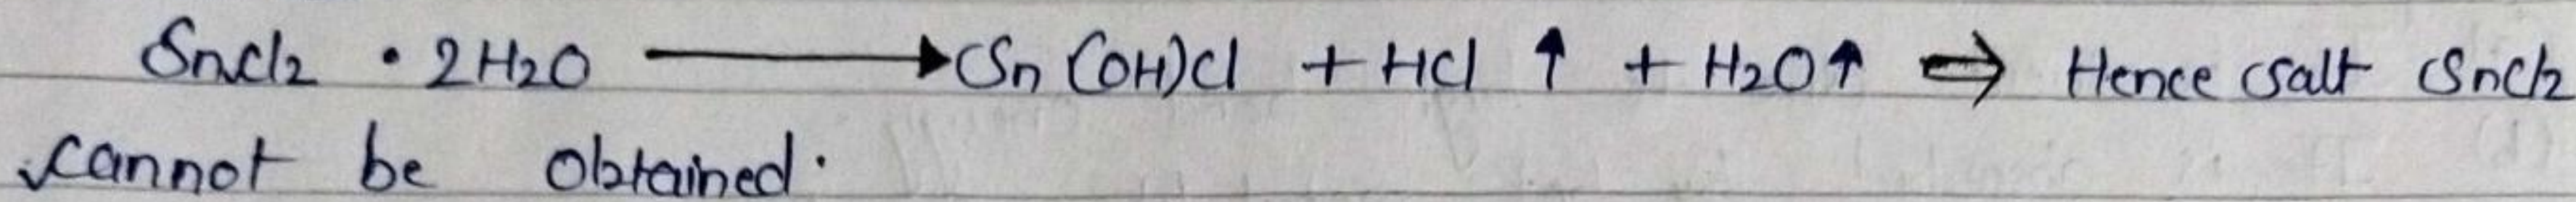 SnCl2 • 2H2O ⟶ Sn(OH)Cl + HCl ↑ + H2O↑ ⇒ Hence salt SnCl2
cannot be obtained.